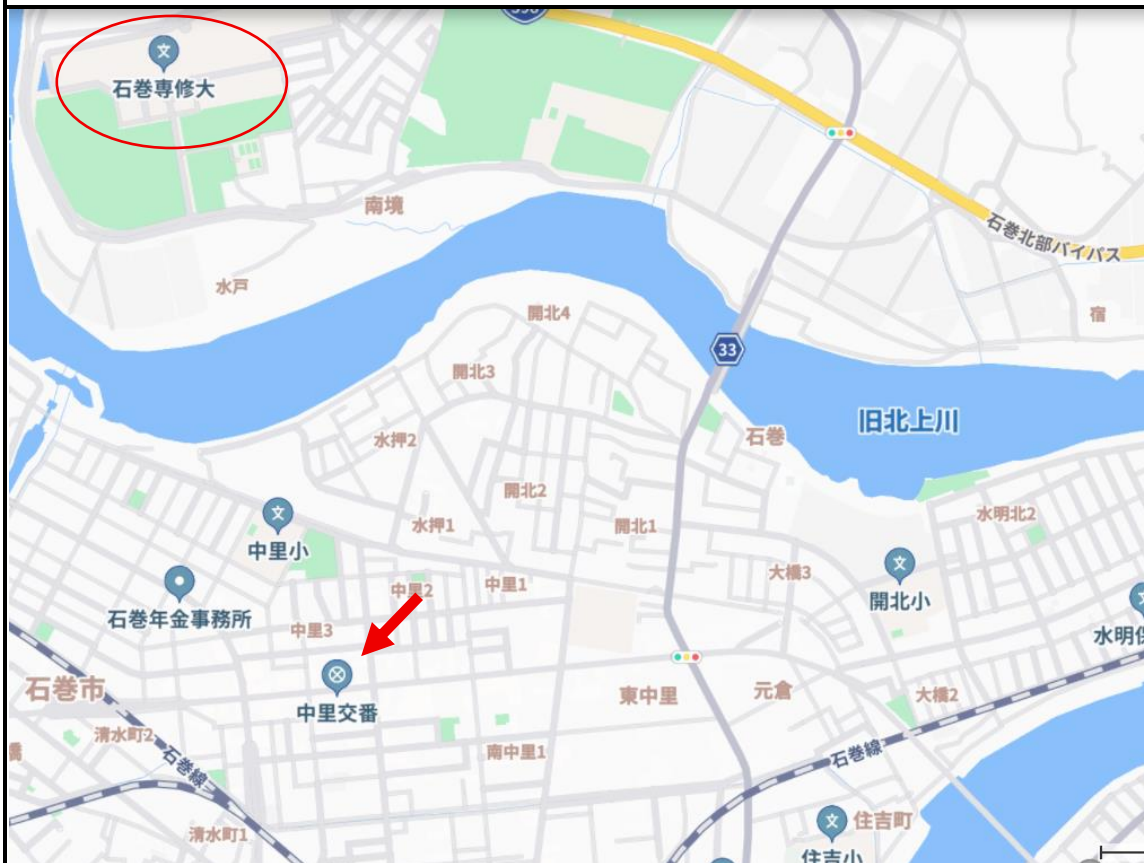 398
石巻専修大
南境
水戸
石巻北部バイパス
宿
開北4
33
開北3
旧北上川
石巻
水押2
開北2
水明北2
水押1
開北1
中里小
大橋3
中里2
中里1
開北小
石巻年金事務所
中里3
水明保
石巻市
東中里
元倉
大橋2
中里交番
清水町2
南中里1
石巻線
石巻線
清水町1
住吉町
住吉小